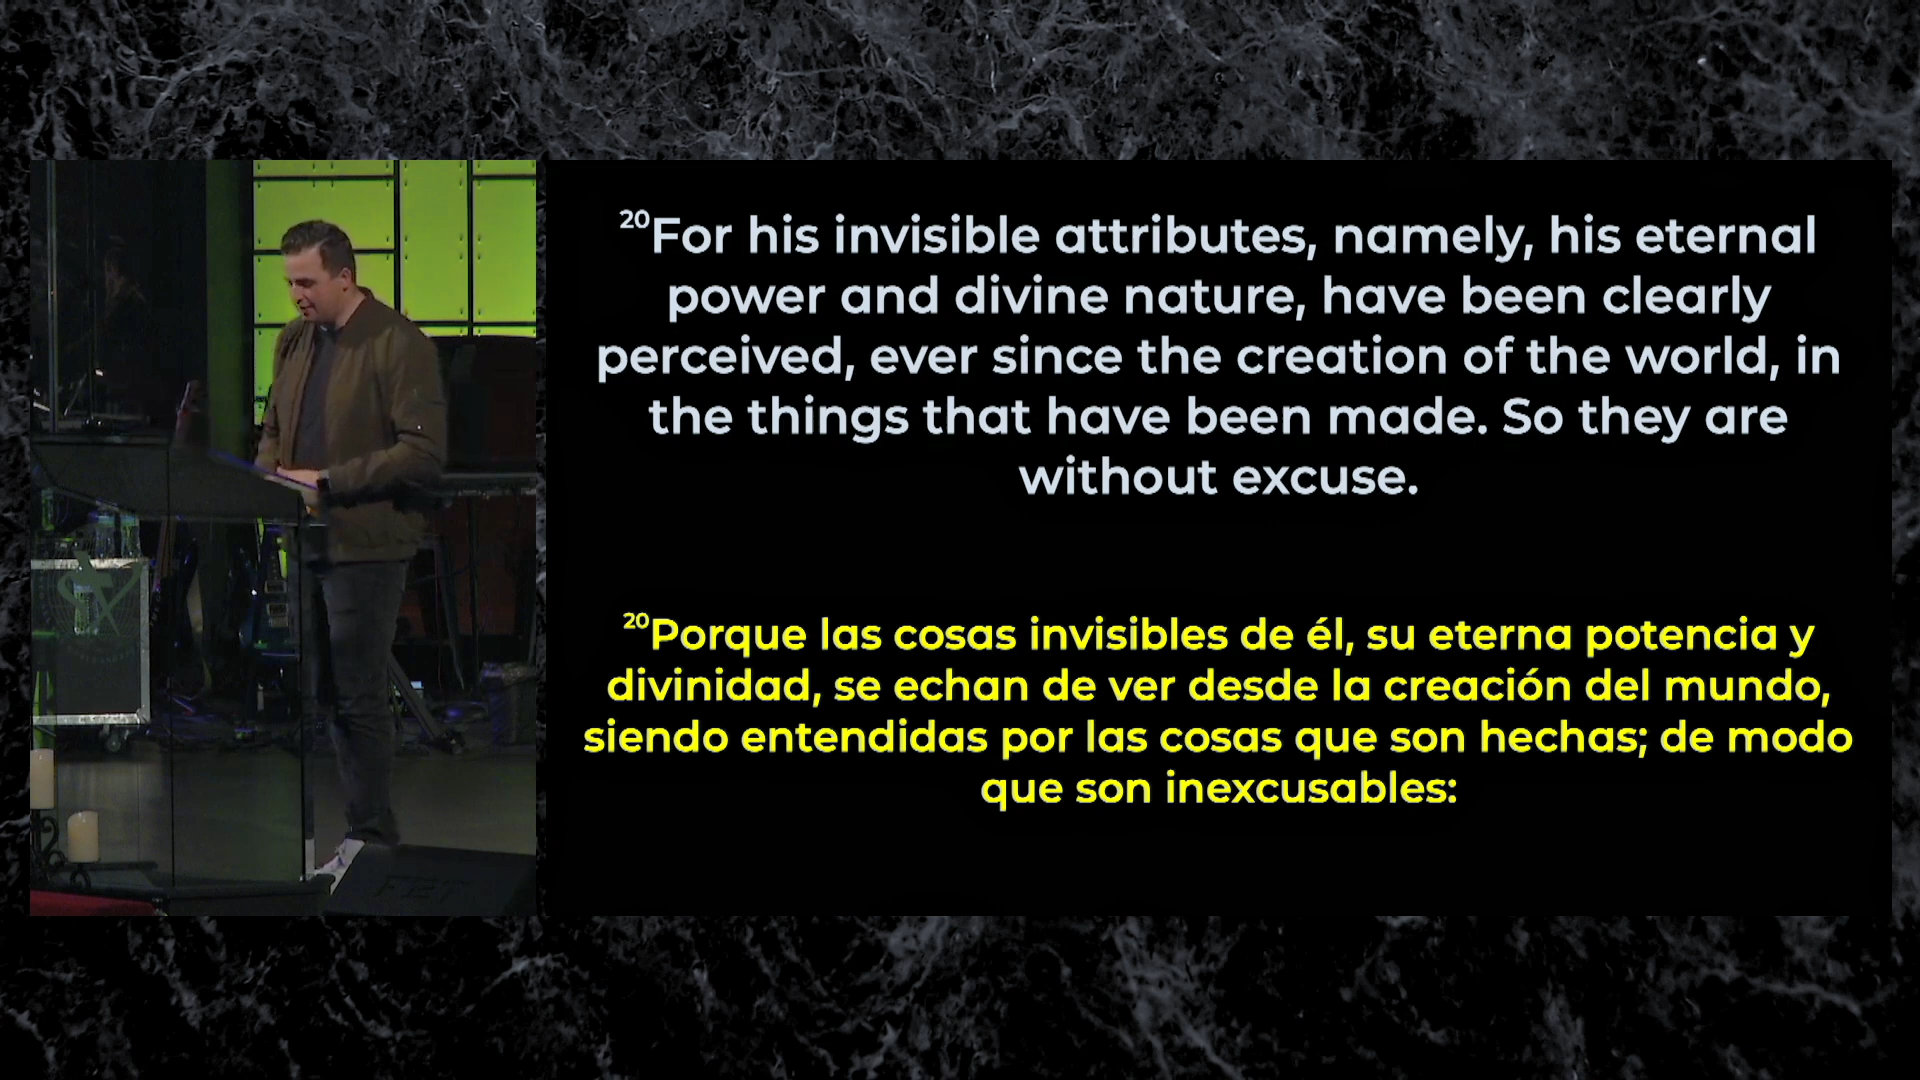 20For his invisible attributes, namely, his eternal
power and divine nature, have been clearly
perceived, ever since the creation of the world, in
the things that have been made. So they are
without excuse.
20Porque las cosas invisibles de él, su eterna potencia y
divinidad, se echan de ver desde la creación del mundo,
siendo entendidas por las cosas que son hechas; de modo
que son inexcusables: